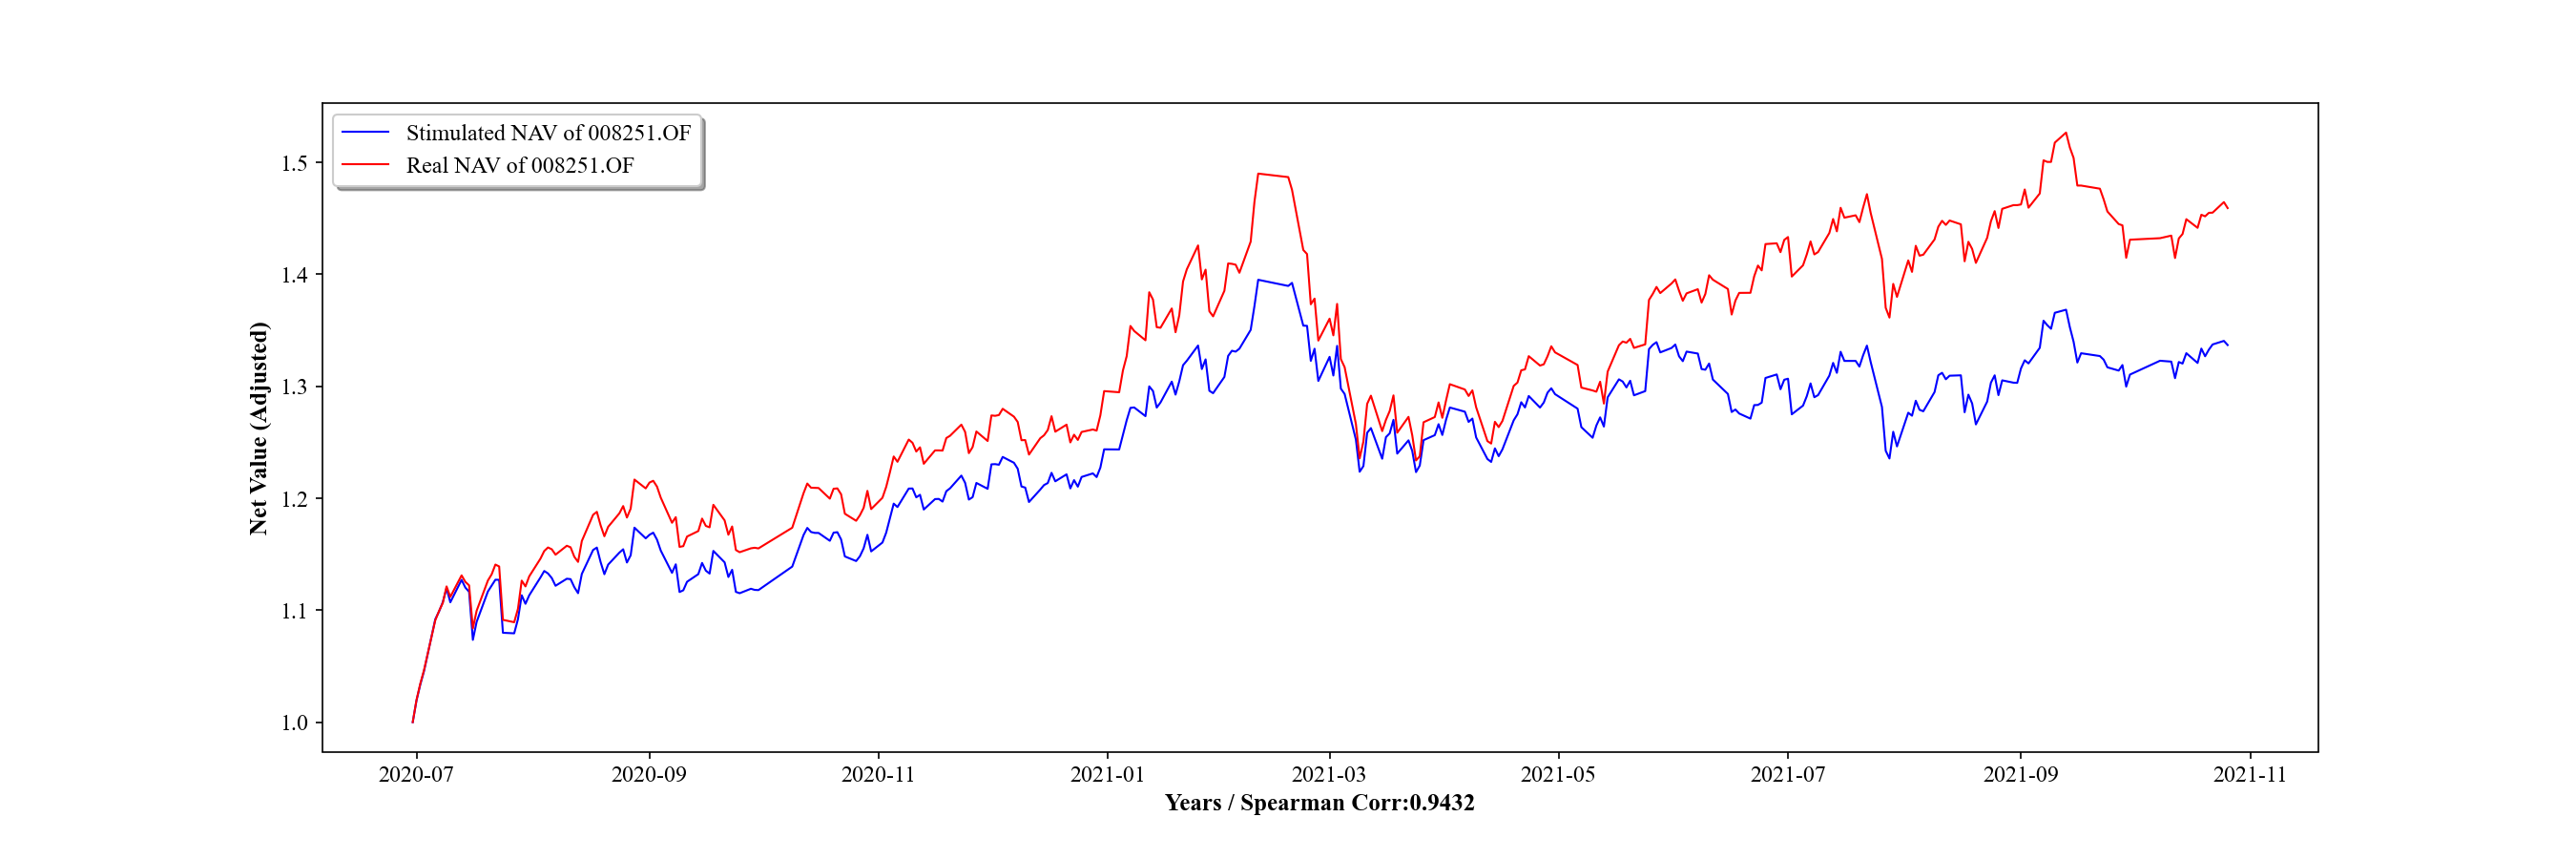 Stimulated NAV of 008251.OF
Real NAV of 008251.OF
Net Value (Adjusted)
1.5
1.4
1.3
1.2
1.1
1.0
2020-07 2020-09 2020-11 2021-01 2021-03 2021-05 2021-07 2021-09 2021-11
Years / Spearman Corr:0.9432